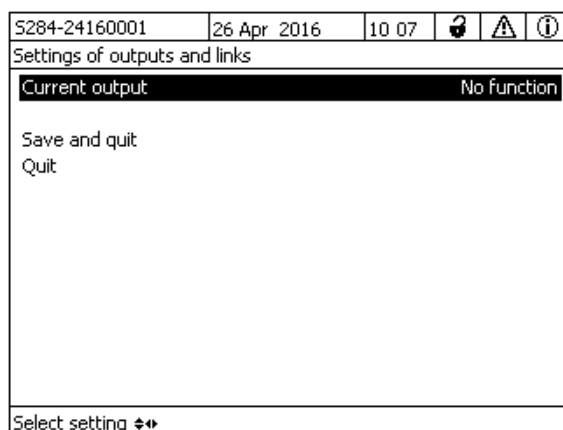 S284-24160001 26 Apr 2016 10 07
Settings of outputs and links
Current output No function
Save and quit
Quit
Select setting